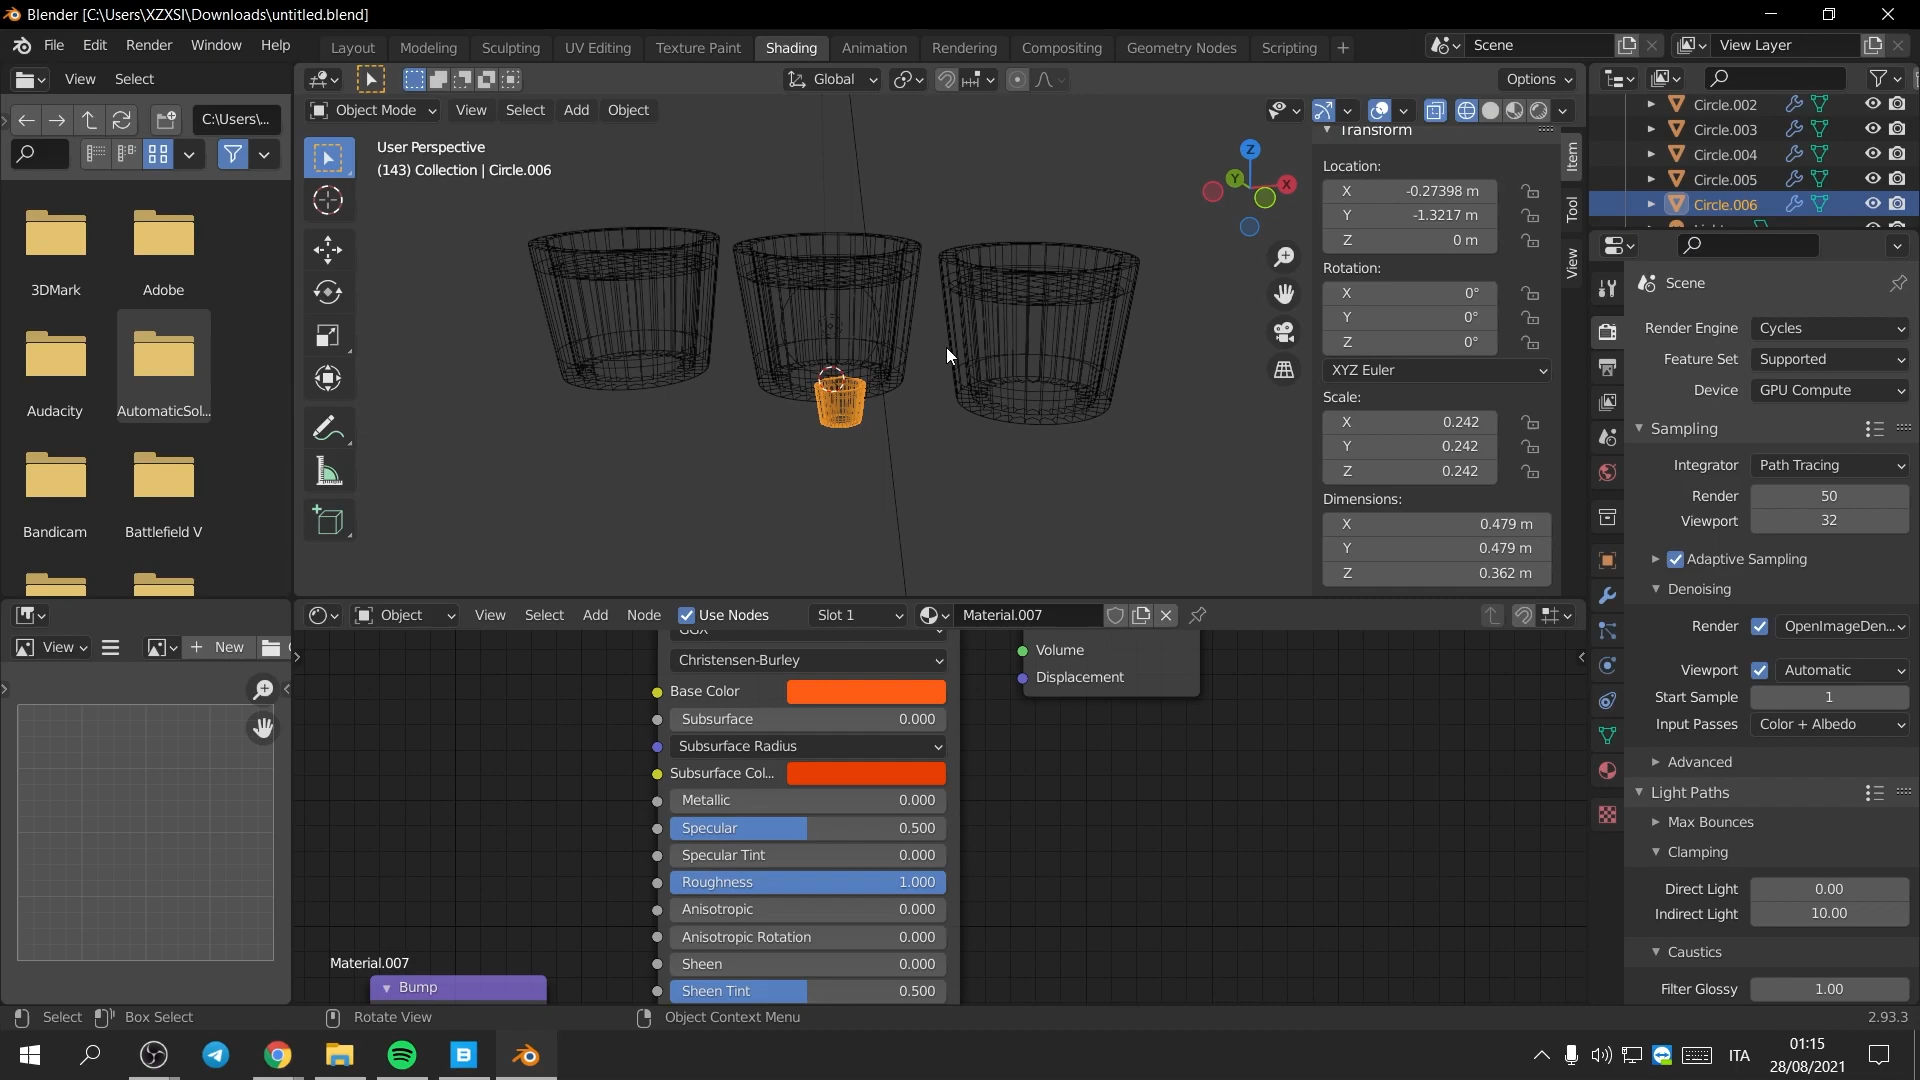 Blender [C:\Users\XZXSI\Downloads\untitled.blend]
File Edit Render Window Help
Layout Modeling Sculpting UV Editing Texture Paint Shading Animation Rendering Compositing Geometry Nodes Scripting +
Scene
View Layer
View Select
Global
Options
C:\Users\...
Object Mode View Select Add Object
User Perspective
(143) Collection | Circle.006
Z
Y
X
3DMark
Adobe
Audacity
AutomaticSol...
Bandicam
Battlefield V
Transform
Location:
X -0.27398 m
Y -1.3217 m
Z 0 m
Rotation:
X 0°
Y 0°
Z 0°
XYZ Euler
Scale:
X 0.242
Y 0.242
Z 0.242
Dimensions:
X 0.479 m
Y 0.479 m
Z 0.362 m
Item
Tool
View
Circle.002
Circle.003
Circle.004
Circle.005
Circle.006
Scene
Render Engine Cycles
Feature Set Supported
Device GPU Compute
Sampling
Integrator Path Tracing
Render 50
Viewport 32
Adaptive Sampling
Denoising
Render OpenImageDen...
Viewport Automatic
Start Sample 1
Input Passes Color + Albedo
Advanced
Light Paths
Max Bounces
Clamping
Direct Light 0.00
Indirect Light 10.00
Caustics
Filter Glossy 1.00
View
+ New
Object View Select Add Node Use Nodes Slot 1 Material.007
GGX
Christensen-Burley
Base Color
Subsurface 0.000
Subsurface Radius
Subsurface Col...
Metallic 0.000
Specular 0.500
Specular Tint 0.000
Roughness 1.000
Anisotropic 0.000
Anisotropic Rotation 0.000
Sheen 0.000
Sheen Tint 0.500
Volume
Displacement
Material.007
Bump
Select Box Select Rotate View Object Context Menu
2.93.3
B
ITA
01:15
28/08/2021